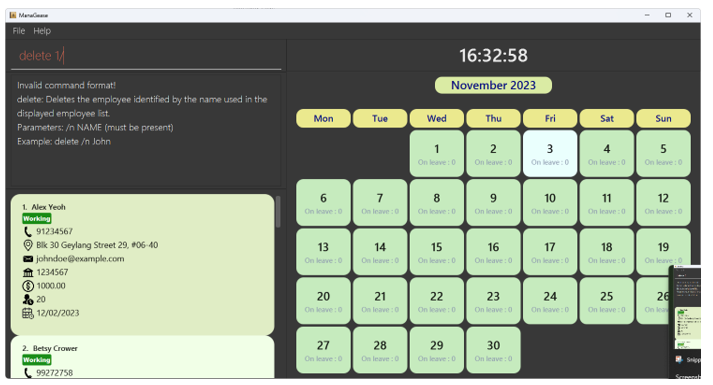 ManaGease
File Help
delete 1/
Invalid command format!
delete: Deletes the employee identified by the name used in the
displayed employee list.
Parameters: /n NAME (must be present)
Example: delete /n John
1. Alex Yeoh
Working
91234567
Blk 30 Geylang Street 29, #06-40
johndoe@example.com
1234567
1000.00
20
12/02/2023
2. Betsy Crower
Working
99272758
16:32:58
November 2023
Mon Tue Wed Thu Fri Sat Sun
1 2 3 4 5
On leave : 0 On leave : 0 On leave : 0 On leave : 0 On leave : 0
6 7 8 9 10 11 12
On leave : 0 On leave : 0 On leave : 0 On leave : 0 On leave : 0 On leave : 0 On leave : 0
13 14 15 16 17 18 19
On leave : 0 On leave : 0 On leave : 0 On leave : 0 On leave : 0 On leave : 0 On leave : 0
20 21 22 23 24 25 26
On leave : 0 On leave : 0 On leave : 0 On leave : 0 On leave : 0 On leave : 0 On leave
27 28 29 30
On leave : 0 On leave : 0 On leave : 0 On leave : 0
Snipp
Screensh